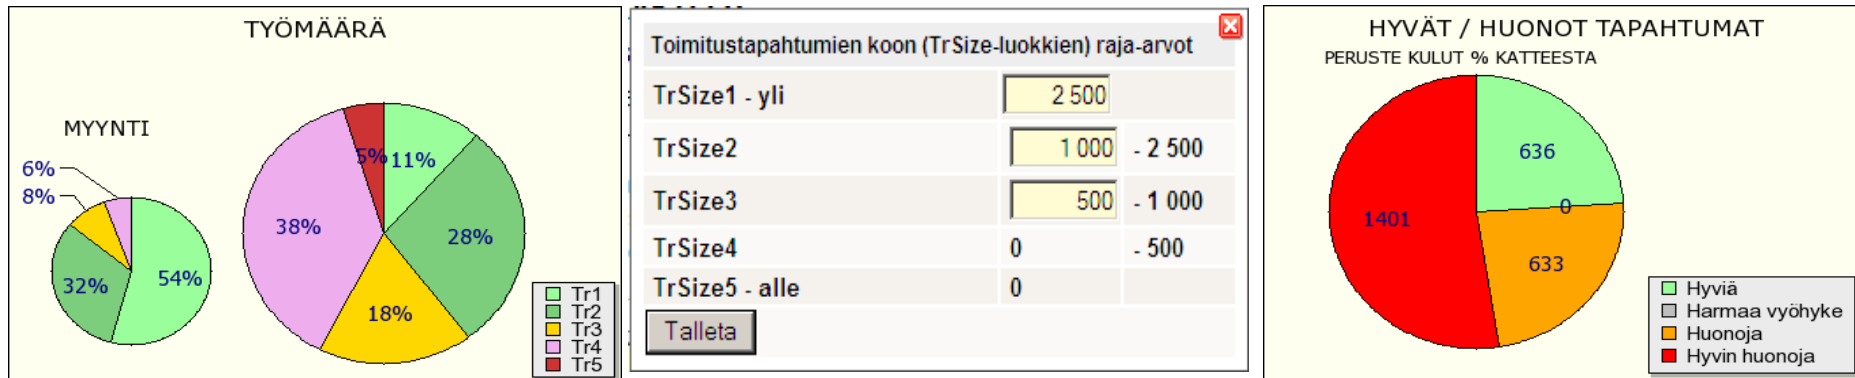 TYÖMÄÄRÄ
MYYNTI
6%
8%
32%
54%
5%
11%
38%
28%
18%
Tr1
Tr2
Tr3
Tr4
Tr5
Toimitustapahtumien koon (TrSize-luokkien) raja-arvot
TrSize1 - yli 2 500
TrSize2 1 000 - 2 500
TrSize3 500 - 1 000
TrSize4 0 - 500
TrSize5 - alle 0
Talleta
HYVÄT / HUONOT TAPAHTUMAT
PERUSTE KULUT % KATTEESTA
636
0
1401
633
Hyviä
Harmaa vyöhyke
Huonoja
Hyvin huonoja